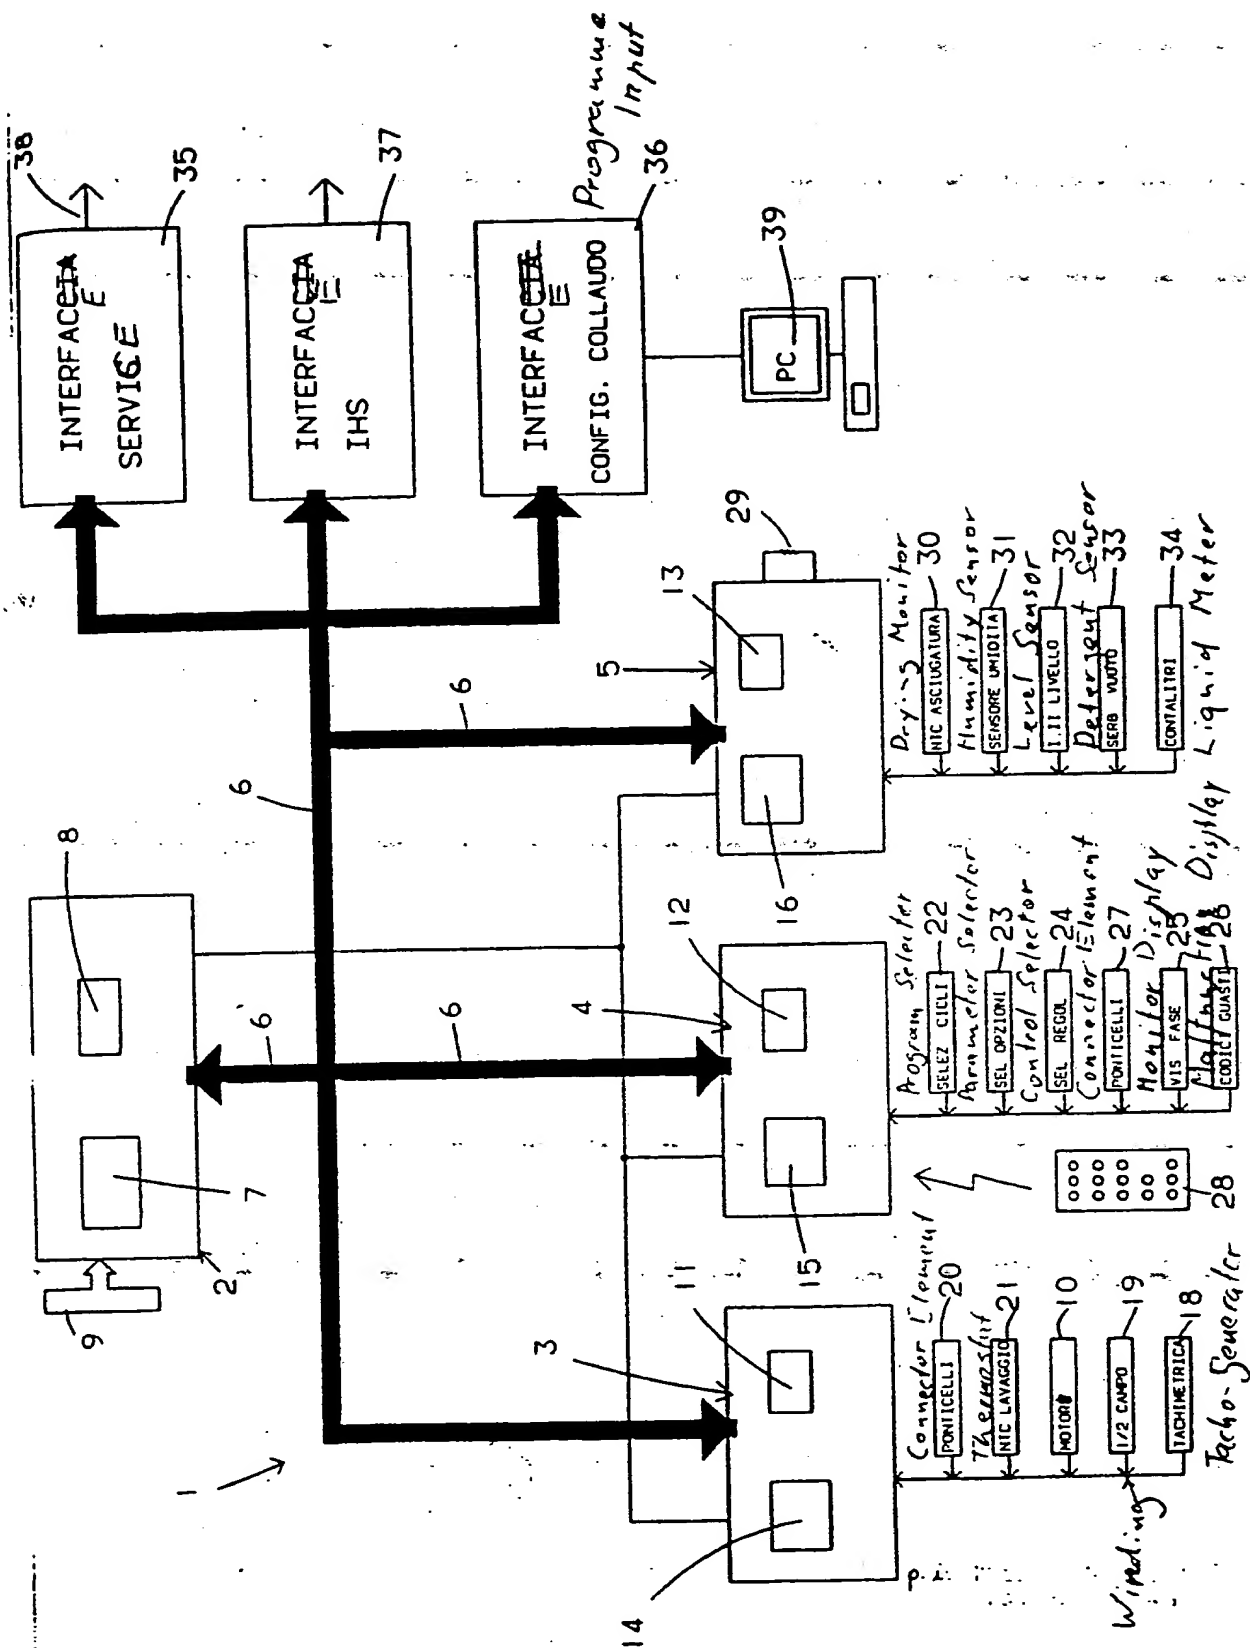 38
INTERFACCIA
E
SERVICE
35
INTERFACCIA
E
IHS
37
Programme
Input
INTERFACCIA
E
CONFIG. COLLAUDO
36
PC
39
9
7
8
2
6
6
6
6
1
3
11
14
4
12
15
5
13
16
29
Connector Element
PONTICELLI
20
Thermostat
NIC LAVAGGIO
21
MOTORE
10
1/2 CAMPO
19
Winding
TACHIMETRICA
18
Tacho-Generator
28
Program Selector
SELEZ CICLI
22
Parameter Selector
SEL OPZIONI
23
Control Selector
SEL REGOL
24
Connector Element
PONTICELLI
27
Monitor Display
VIS FASE
25
Display
CODICI GUASTI
26
Drying Monitor
NIC ASCIUGATURA
30
Humidity Sensor
SENSORE UMIDITA
31
Level Sensor
I.II LIVELLO
32
Detergent Sensor
SERB VUOTO
33
CONTALITRI
34
Liquid Meter